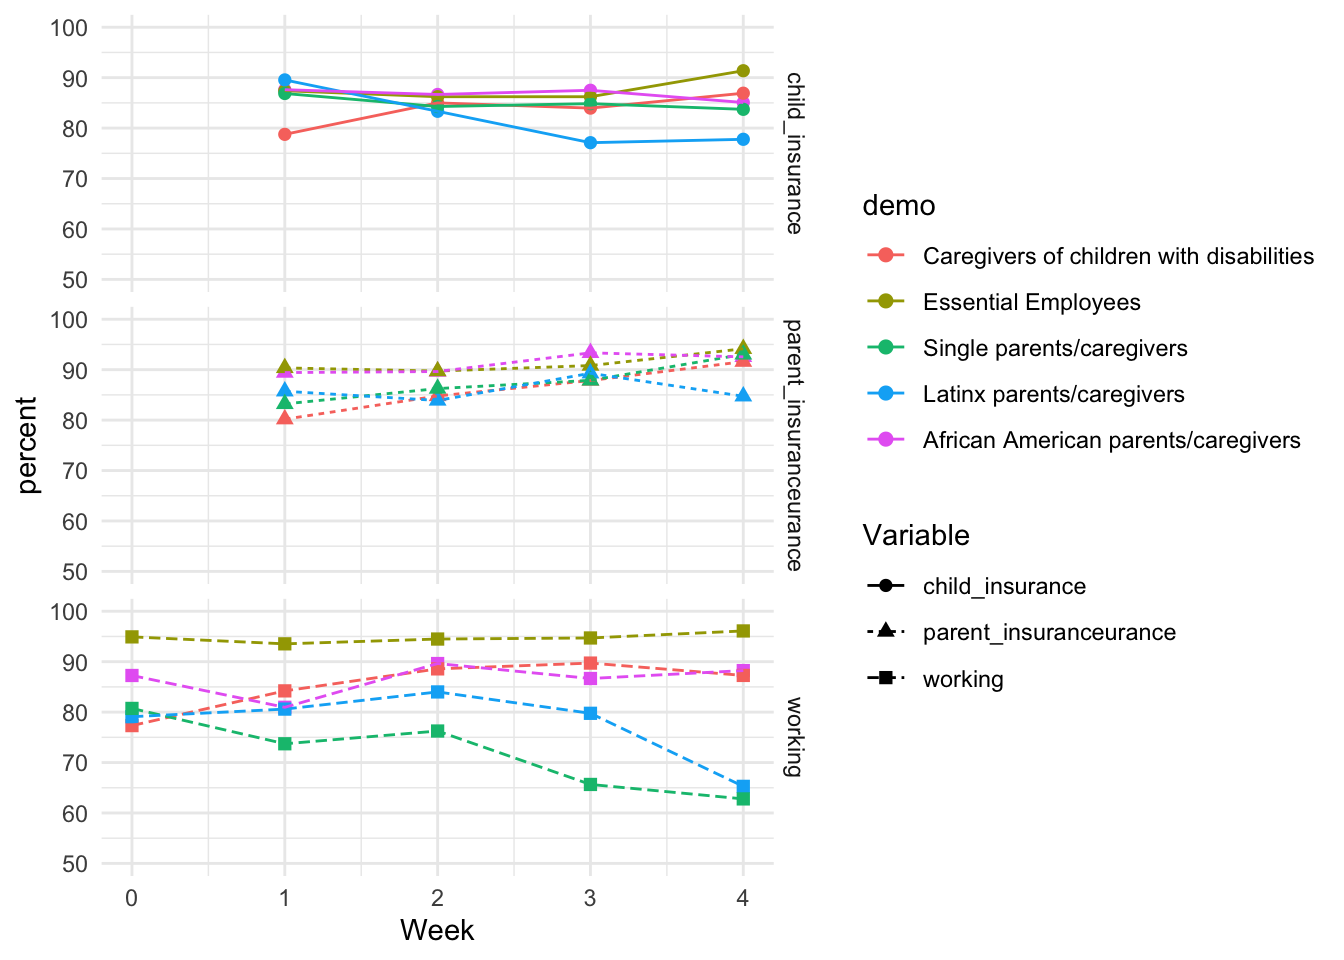 100
90
80
70
60
50
child_insurance
100
90
80
70
60
50
parent_insuranceurance
100
90
80
70
60
50
working
0 1 2 3 4
Week
percent
demo
Caregivers of children with disabilities
Essential Employees
Single parents/caregivers
Latinx parents/caregivers
African American parents/caregivers
Variable
child_insurance
parent_insuranceurance
working